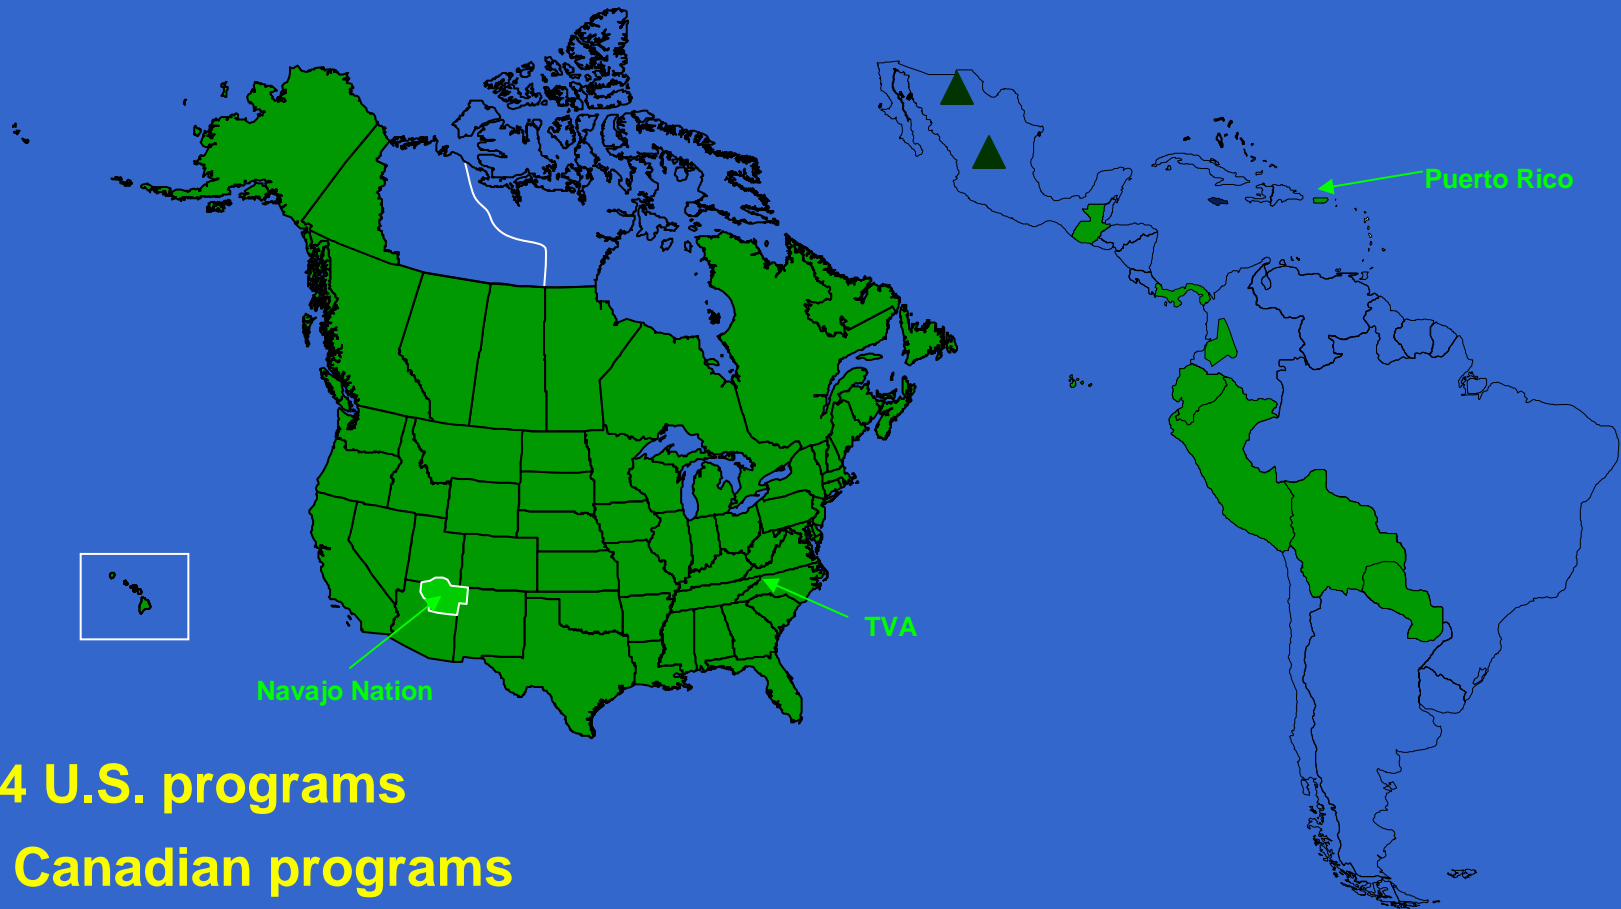 Puerto Rico
TVA
Navajo Nation
4 U.S. programs
Canadian programs